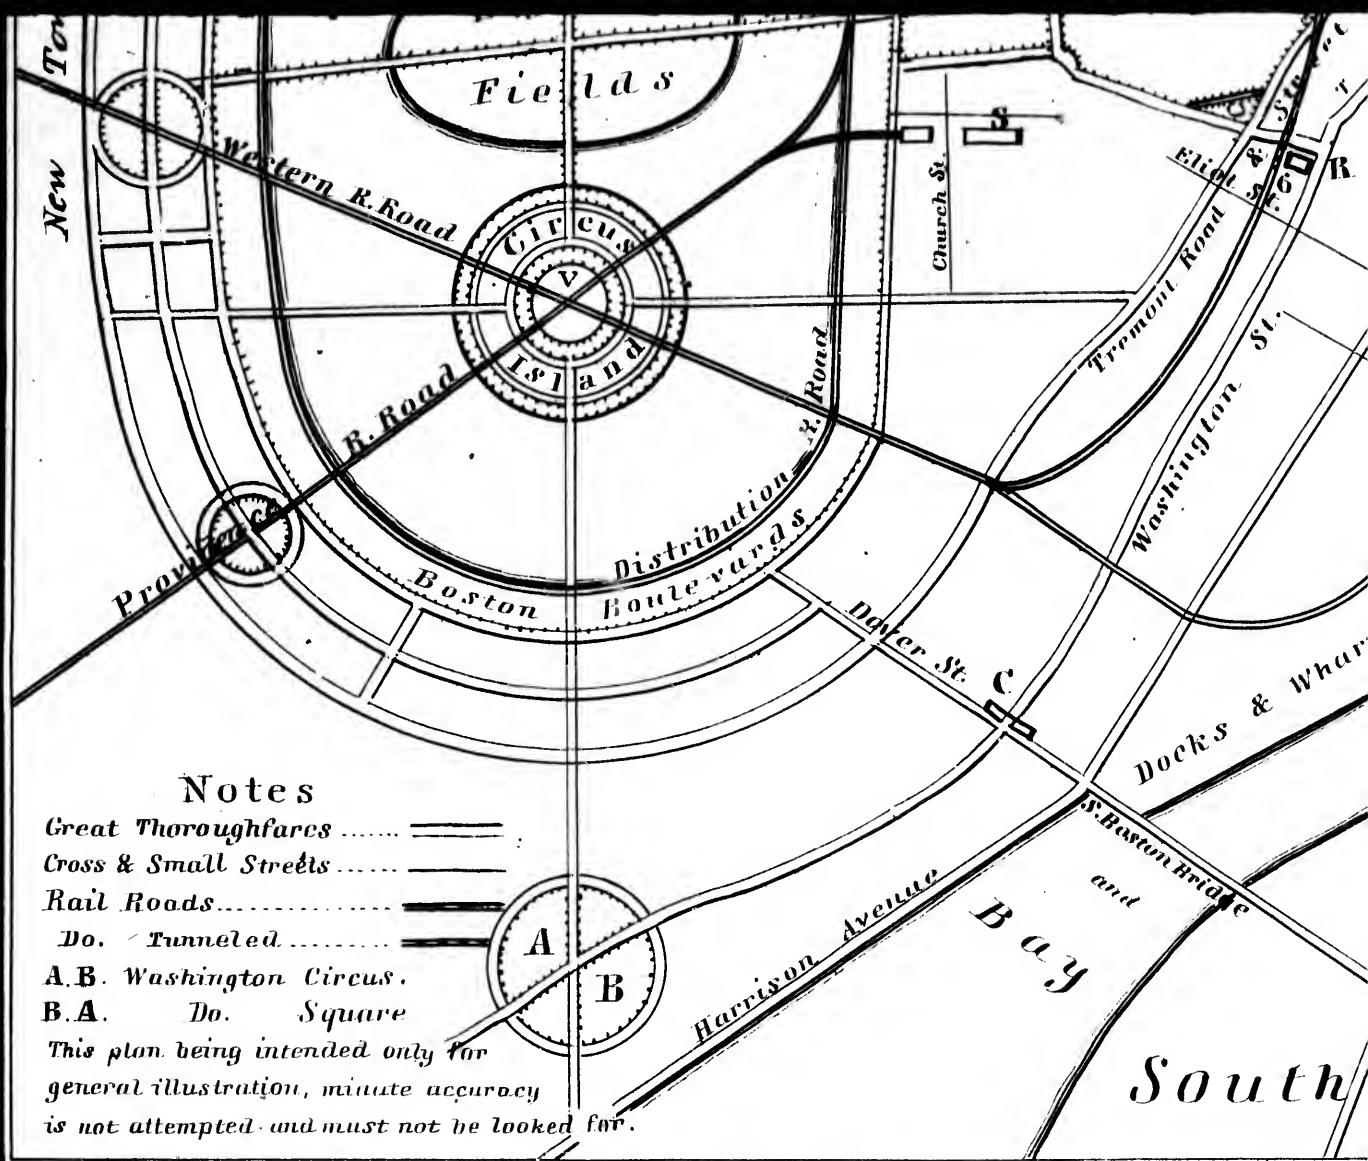 New
Fields
Western R. Road
Circus
V
Island
S
Church St
Eliot St.
&
G
R
Tremont Road
Washington St.
R. Road
Providence
Distribution R. Road
Boston Boulevards
Dover St.
C
Docks &
S. Boston Bridge
and
Bay
South
Harrison Avenue
A
B
Notes
Great Thoroughfares
Cross & Small Streets
Rail Roads
Do. Tunneled
A.B. Washington Circus.
B.A. Do. Square
This plan being intended only for
general illustration, minute accuracy
is not attempted and must not be looked for.